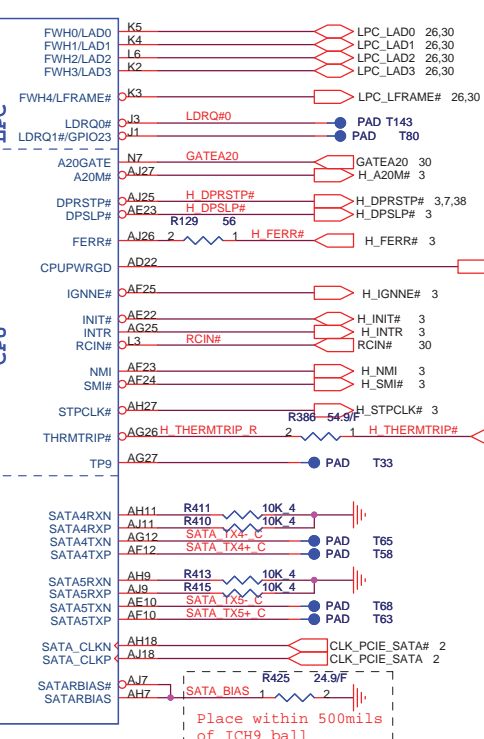 FWH0/LAD0 K5 LPC_LAD0 26,30
FWH1/LAD1 K4 LPC_LAD1 26,30
FWH2/LAD2 L6 LPC_LAD2 26,30
FWH3/LAD3 K2 LPC_LAD3 26,30
FWH4/LFRAME# K3 LPC_LFRAME# 26,30
LDRQ0# J3 LDRQ#0 PAD T143
LDRQ1#/GPIO23 J1 PAD T80
A20GATE N7 GATEA20 GATEA20 30
A20M# AJ27 H_A20M# 3
DPRSTP# AJ25 H_DPRSTP# H_DPRSTP# 3,7,38
DPSLP# AE23 H_DPSLP# H_DPSLP# 3
R129 56
FERR# AJ26 2 1 H_FERR# H_FERR# 3
CPUPWRGD AD22
IGNNE# AF25 H_IGNNE# 3
INIT# AE22 H_INIT# 3
INTR AG25 H_INTR 3
RCIN# L3 RCIN# RCIN# 30
NMI AF23 H_NMI 3
SMI# AF24 H_SMI# 3
STPCLK# AH27 H_STPCLK# 3
R386 54.9/F
THRMTRIP# AG26 H_THERMTRIP_R 2 1 H_THERMTRIP#
TP9 AG27 PAD T33
SATA4RXN AH11 R411 10K_4
SATA4RXP AJ11 R410 10K_4
SATA4TXN AG12 SATA_TX4-_C PAD T65
SATA4TXP AF12 SATA_TX4+_C PAD T58
SATA5RXN AH9 R413 10K_4
SATA5RXP AJ9 R415 10K_4
SATA5TXN AE10 SATA_TX5-_C PAD T68
SATA5TXP AF10 SATA_TX5+_C PAD T63
SATA_CLKN AH18 CLK_PCIE_SATA# 2
SATA_CLKP AJ18 CLK_PCIE_SATA 2
R425 24.9/F
SATARBIAS# AJ7
SATARBIAS AH7 SATA_BIAS 1 2
Place within 500mils
of ICH9 ball